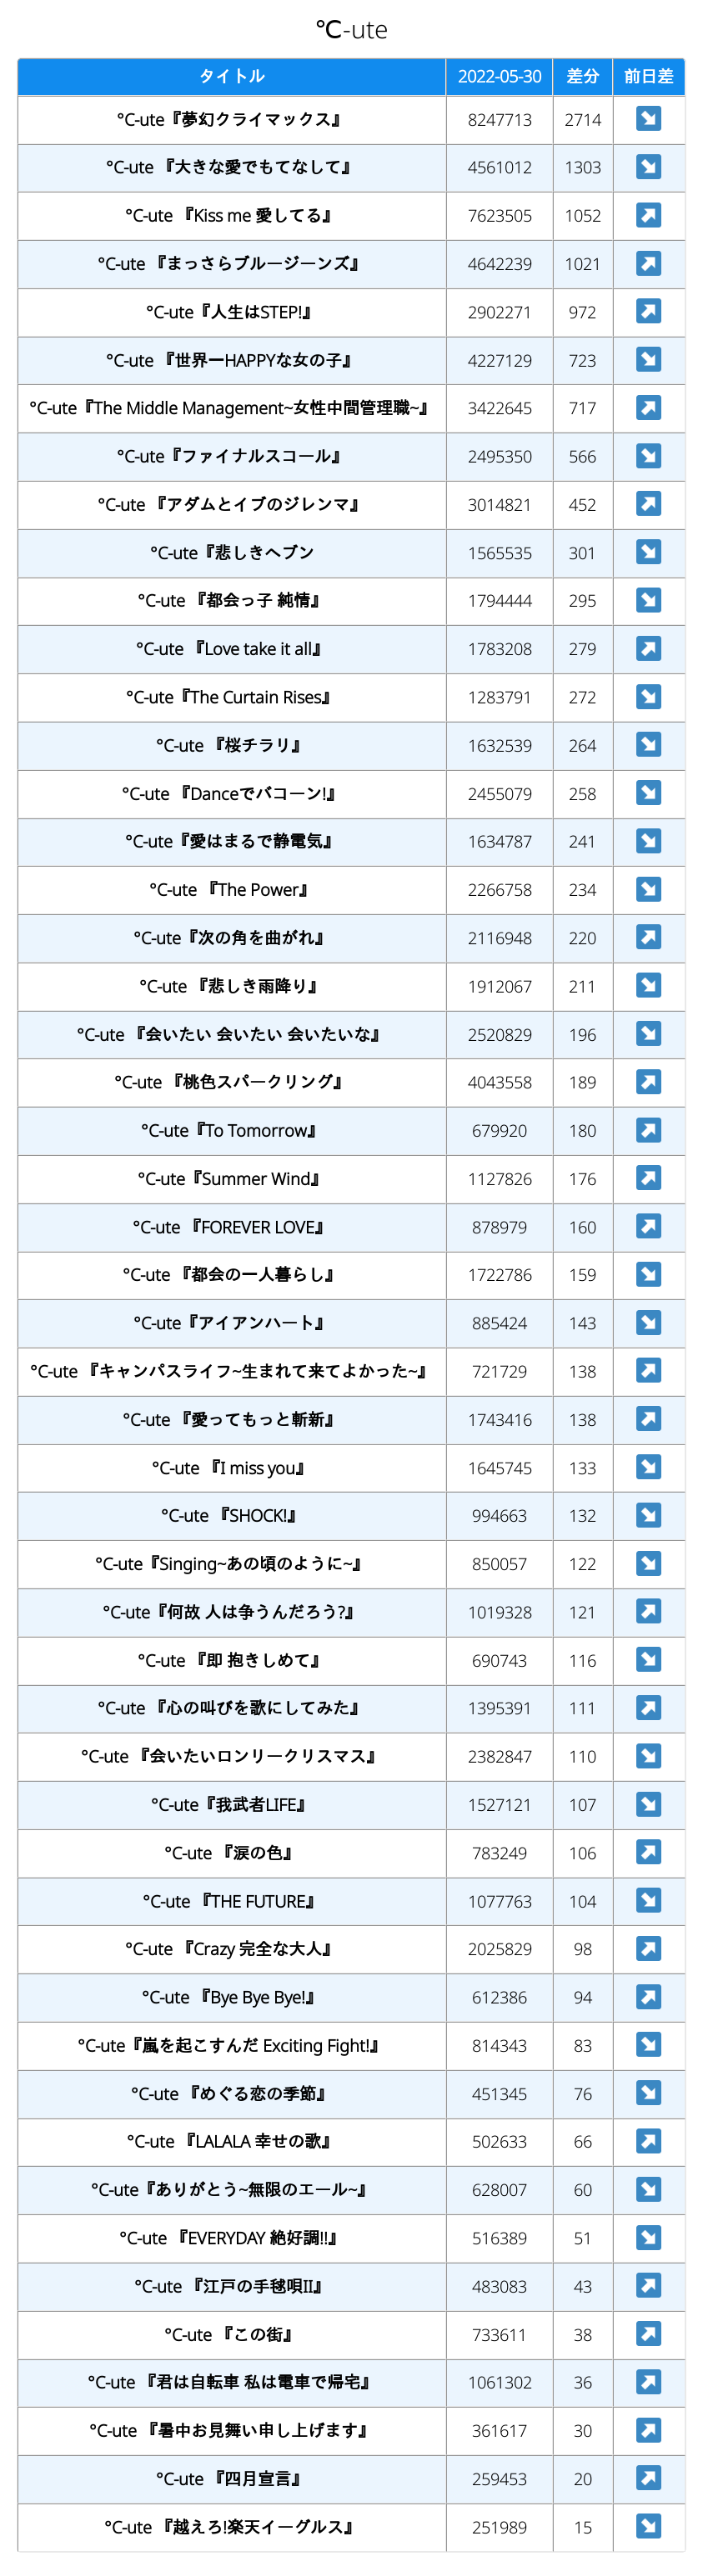 ℃-ute
タイトル 2022-05-30 差分 前日差
°C-ute『夢幻クライマックス』 8247713 2714 ↘
°C-ute 『大きな愛でもてなして』 4561012 1303 ↘
°C-ute 『Kiss me 愛してる』 7623505 1052 ↗
°C-ute 『まっさらブルージーンズ』 4642239 1021 ↗
°C-ute『人生はSTEP!』 2902271 972 ↗
°C-ute 『世界一HAPPYな女の子』 4227129 723 ↘
°C-ute『The Middle Management~女性中間管理職~』 3422645 717 ↗
°C-ute『ファイナルスコール』 2495350 566 ↘
°C-ute 『アダムとイブのジレンマ』 3014821 452 ↗
°C-ute『悲しきヘブン 1565535 301 ↘
°C-ute 『都会っ子 純情』 1794444 295 ↘
°C-ute 『Love take it all』 1783208 279 ↗
°C-ute『The Curtain Rises』 1283791 272 ↘
°C-ute 『桜チラリ』 1632539 264 ↘
°C-ute 『Danceでバコーン!』 2455079 258 ↘
°C-ute『愛はまるで静電気』 1634787 241 ↘
°C-ute 『The Power』 2266758 234 ↘
°C-ute『次の角を曲がれ』 2116948 220 ↗
°C-ute 『悲しき雨降り』 1912067 211 ↘
°C-ute 『会いたい 会いたい 会いたいな』 2520829 196 ↘
°C-ute 『桃色スパークリング』 4043558 189 ↗
°C-ute『To Tomorrow』 679920 180 ↗
°C-ute『Summer Wind』 1127826 176 ↗
°C-ute 『FOREVER LOVE』 878979 160 ↗
°C-ute 『都会の一人暮らし』 1722786 159 ↘
°C-ute『アイアンハート』 885424 143 ↘
°C-ute 『キャンパスライフ~生まれて来てよかった~』 721729 138 ↗
°C-ute 『愛ってもっと斬新』 1743416 138 ↗
°C-ute 『I miss you』 1645745 133 ↘
°C-ute 『SHOCK!』 994663 132 ↘
°C-ute『Singing~あの頃のように~』 850057 122 ↘
°C-ute『何故 人は争うんだろう?』 1019328 121 ↗
°C-ute 『即 抱きしめて』 690743 116 ↘
°C-ute 『心の叫びを歌にしてみた』 1395391 111 ↗
°C-ute 『会いたいロンリークリスマス』 2382847 110 ↘
°C-ute『我武者LIFE』 1527121 107 ↘
°C-ute 『涙の色』 783249 106 ↗
°C-ute 『THE FUTURE』 1077763 104 ↘
°C-ute 『Crazy 完全な大人』 2025829 98 ↗
°C-ute 『Bye Bye Bye!』 612386 94 ↗
°C-ute『嵐を起こすんだ Exciting Fight!』 814343 83 ↘
°C-ute 『めぐる恋の季節』 451345 76 ↘
°C-ute 『LALALA 幸せの歌』 502633 66 ↗
°C-ute『ありがとう~無限のエール~』 628007 60 ↘
°C-ute 『EVERYDAY 絶好調!!』 516389 51 ↘
°C-ute 『江戸の手毬唄II』 483083 43 ↗
°C-ute 『この街』 733611 38 ↗
°C-ute 『君は自転車 私は電車で帰宅』 1061302 36 ↗
°C-ute 『暑中お見舞い申し上げます』 361617 30 ↗
°C-ute 『四月宣言』 259453 20 ↗
°C-ute 『越えろ!楽天イーグルス』 251989 15 ↘